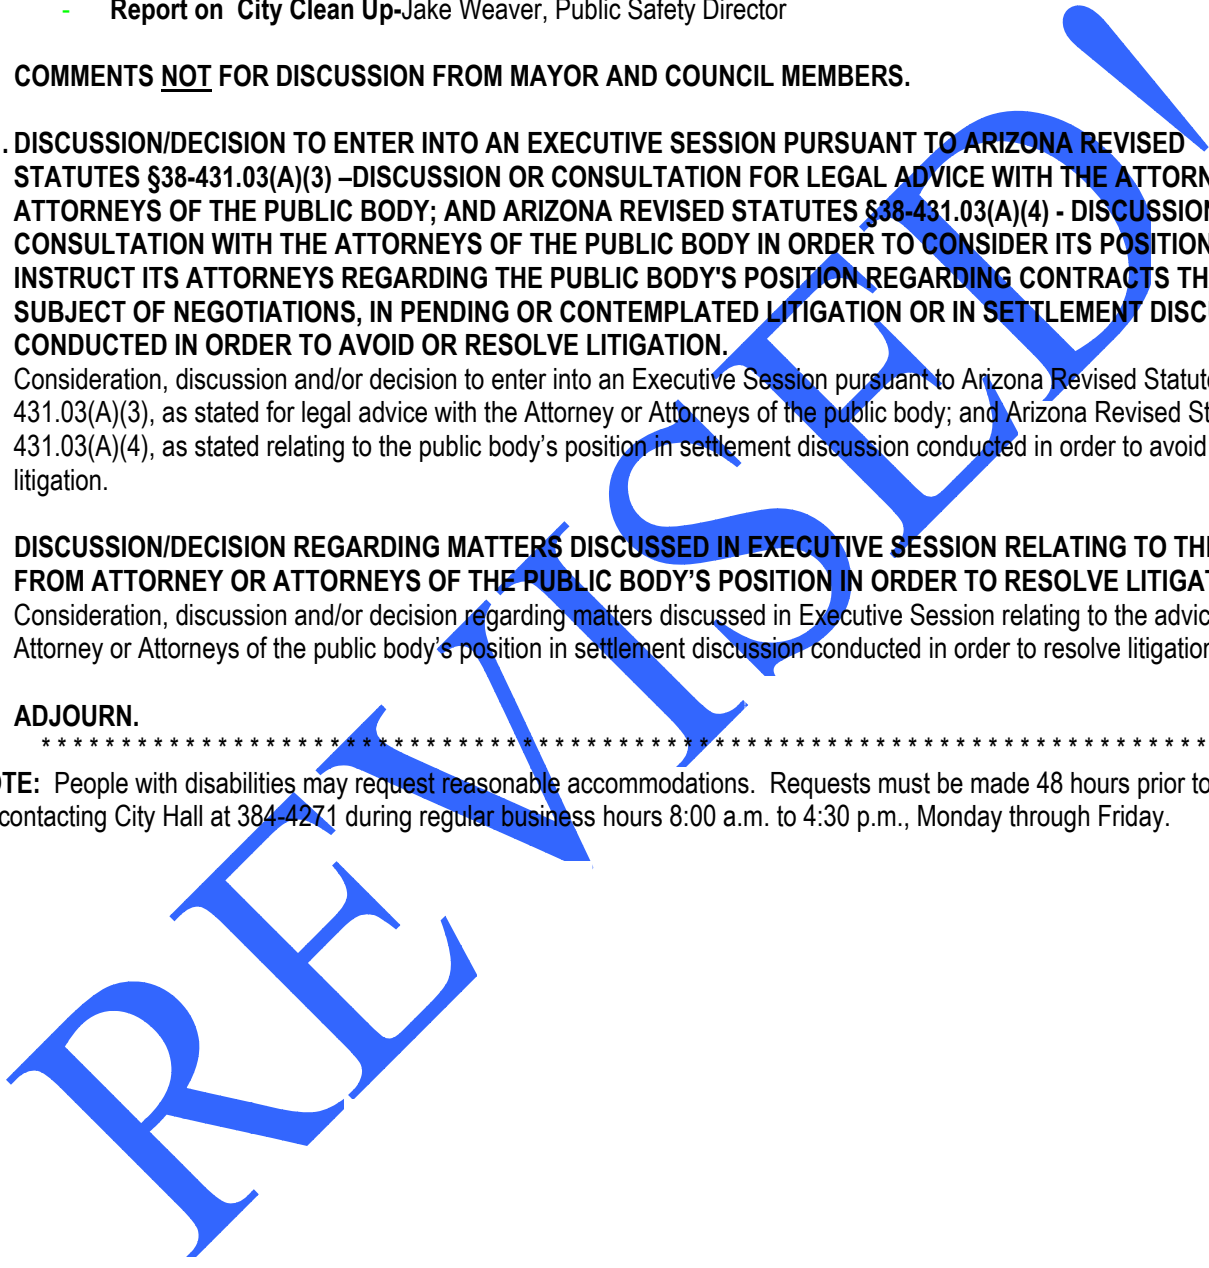 - Report on City Clean Up-Jake Weaver, Public Safety Director
COMMENTS NOT FOR DISCUSSION FROM MAYOR AND COUNCIL MEMBERS.
. DISCUSSION/DECISION TO ENTER INTO AN EXECUTIVE SESSION PURSUANT TO ARIZONA REVISED
STATUTES §38-431.03(A)(3) –DISCUSSION OR CONSULTATION FOR LEGAL ADVICE WITH THE ATTORN
ATTORNEYS OF THE PUBLIC BODY; AND ARIZONA REVISED STATUTES §38-431.03(A)(4) - DISCUSSION
CONSULTATION WITH THE ATTORNEYS OF THE PUBLIC BODY IN ORDER TO CONSIDER ITS POSITION
INSTRUCT ITS ATTORNEYS REGARDING THE PUBLIC BODY'S POSITION REGARDING CONTRACTS TH
SUBJECT OF NEGOTIATIONS, IN PENDING OR CONTEMPLATED LITIGATION OR IN SETTLEMENT DISC
CONDUCTED IN ORDER TO AVOID OR RESOLVE LITIGATION.
Consideration, discussion and/or decision to enter into an Executive Session pursuant to Arizona Revised Statut
431.03(A)(3), as stated for legal advice with the Attorney or Attorneys of the public body; and Arizona Revised St
431.03(A)(4), as stated relating to the public body’s position in settlement discussion conducted in order to avoid
litigation.
DISCUSSION/DECISION REGARDING MATTERS DISCUSSED IN EXECUTIVE SESSION RELATING TO TH
FROM ATTORNEY OR ATTORNEYS OF THE PUBLIC BODY’S POSITION IN ORDER TO RESOLVE LITIGAT
Consideration, discussion and/or decision regarding matters discussed in Executive Session relating to the advic
Attorney or Attorneys of the public body’s position in settlement discussion conducted in order to resolve litigation
ADJOURN.
* * * * * * * * * * * * * * * * * * * * * * * * * * * * * * * * * * * * * * * * * * * * * * * * * * * * * * * * * * * * * * * * * * * * * * * * *
OTE: People with disabilities may request reasonable accommodations. Requests must be made 48 hours prior to
contacting City Hall at 384-4271 during regular business hours 8:00 a.m. to 4:30 p.m., Monday through Friday.
REVISED!